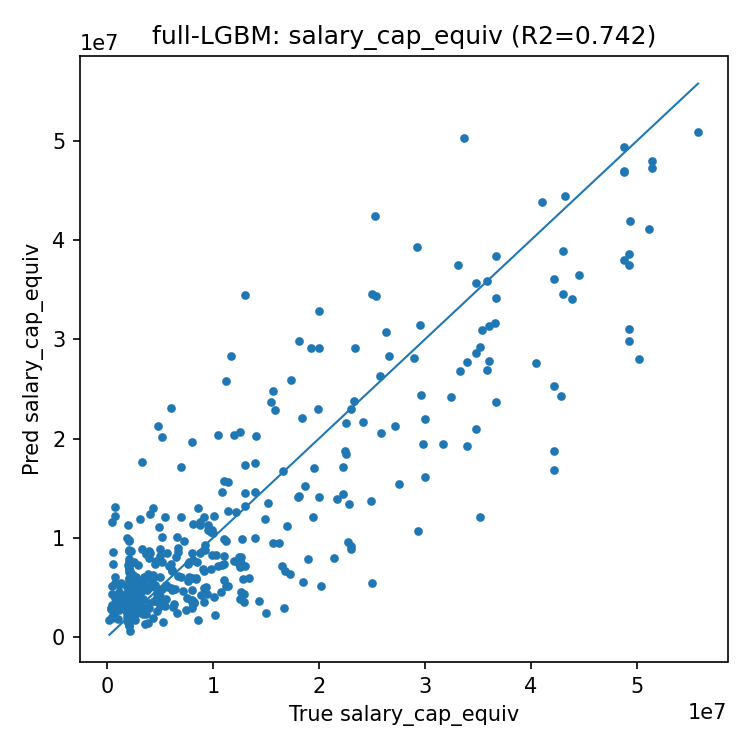 full-LGBM: salary_cap_equiv (R2=0.742)
1e7
5
4
3
2
1
0
Pred salary_cap_equiv
0 1 2 3 4 5
True salary_cap_equiv
1e7